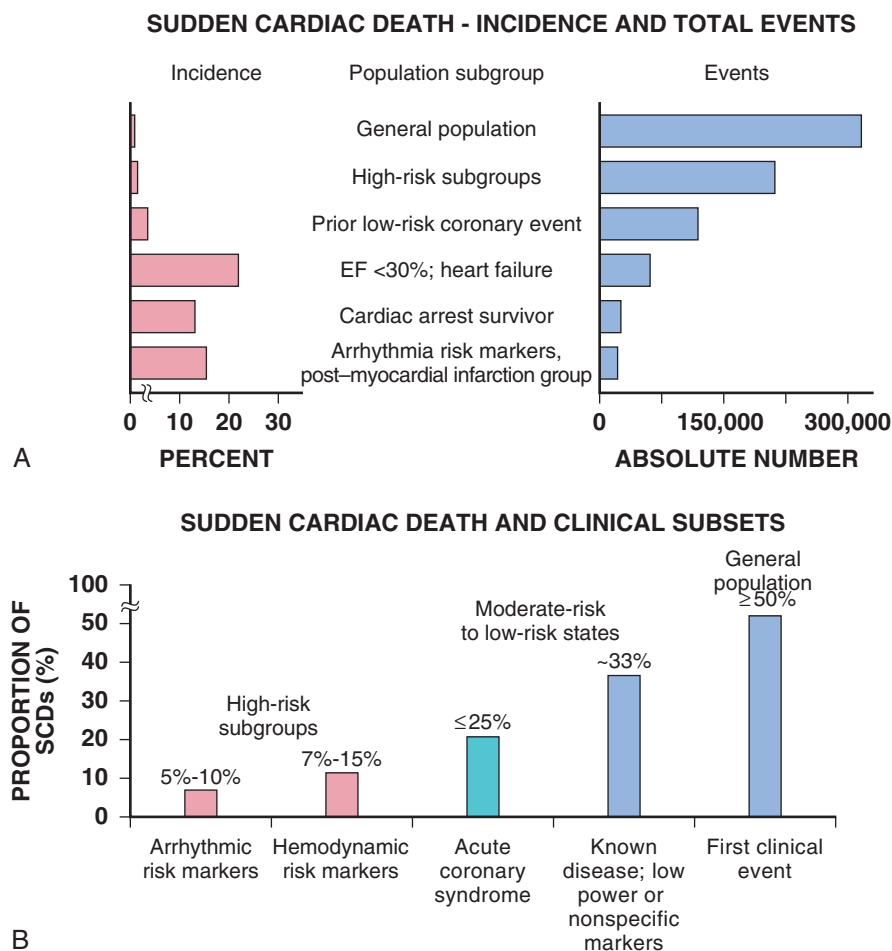 SUDDEN CARDIAC DEATH - INCIDENCE AND TOTAL EVENTS
Incidence
Population subgroup
Events
General population
High-risk subgroups
Prior low-risk coronary event
EF <30%; heart failure
Cardiac arrest survivor
Arrhythmia risk markers,
post–myocardial infarction group
0 10 20 30
0 150,000 300,000
A
PERCENT
ABSOLUTE NUMBER
SUDDEN CARDIAC DEATH AND CLINICAL SUBSETS
PROPORTION OF
SCDs (%)
100
50
40
30
20
10
0
High-risk
subgroups
Moderate-risk
to low-risk states
General
population
5%-10%
7%-15%
≤25%
~33%
≥50%
Arrhythmic
risk markers
Hemodynamic
risk markers
Acute
coronary
syndrome
Known
disease; low
power or
nonspecific
markers
First clinical
event
B